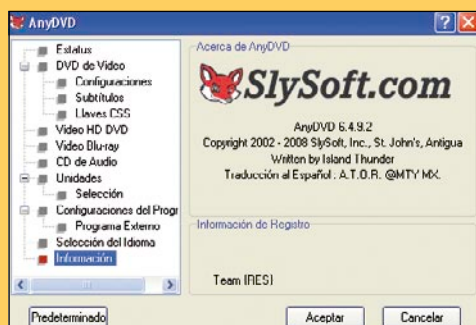 AnyDVD
Estatus
DVD de Video
Configuraciones
Subtítulos
Llaves CSS
Video HD DVD
Video Blu-ray
CD de Audio
Unidades
Selección
Configuraciones del Progr
Programa Externo
Selección del Idioma
Información
Acerca de AnyDVD
SlySoft.com
AnyDVD 6.4.9.2
Copyright 2002 - 2008 SlySoft, Inc., St. John's, Antigua
Written by Island Thunder
Traducción al Español : A.T.O.R. @MTY MX.
Información de Registro
Team
Predeterminado
Aceptar
Cancelar